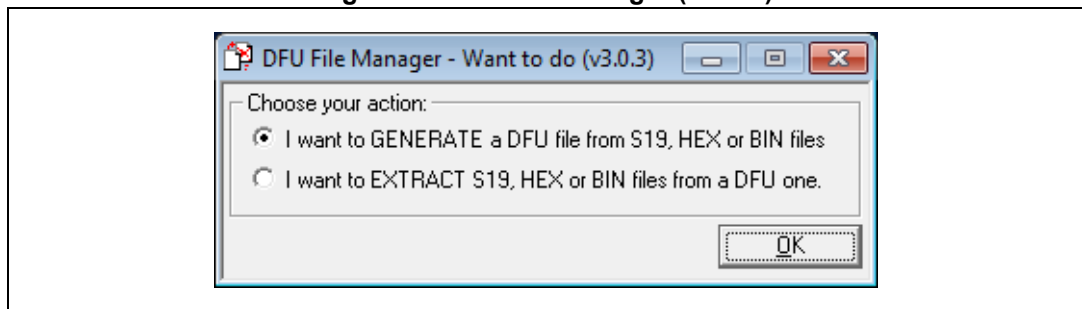 DFU File Manager - Want to do (v3.0.3)
Choose your action:
I want to GENERATE a DFU file from S19, HEX or BIN files
I want to EXTRACT S19, HEX or BIN files from a DFU one.
OK